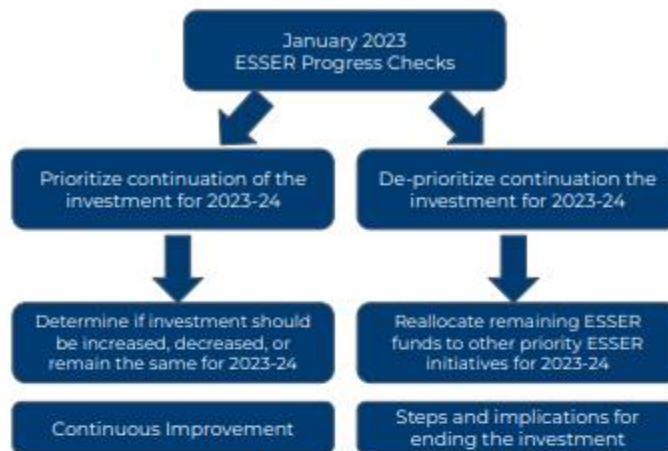 January 2023
ESSER Progress Checks
Prioritize continuation of the
investment for 2023-24
De-prioritize continuation the
investment for 2023-24
Determine if investment should
be increased, decreased, or
remain the same for 2023-24
Reallocate remaining ESSER
funds to other priority ESSER
initiatives for 2023-24
Continuous Improvement
Steps and implications for
ending the investment